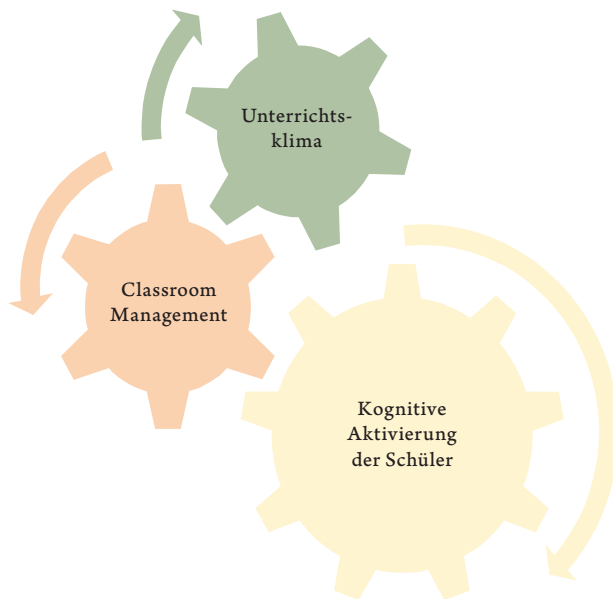 Unterrichts-
klima
Classroom
Management
Kognitive
Aktivierung
der Schüler